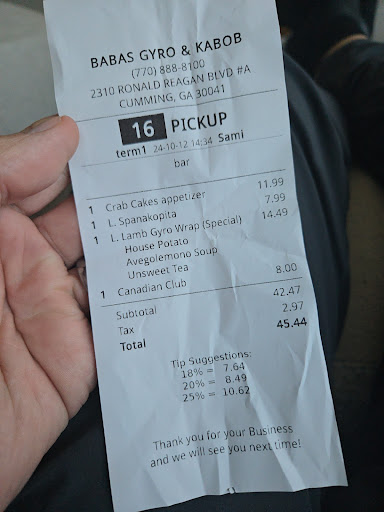 BABAS GYRO & KABOB
(770) 888-8100
2310 RONALD REAGAN BLVD #A
CUMMING, GA 30041
16 PICKUP
term1 24-10-12 14:34 Sami
bar
1 Crab Cakes appetizer 11.99
1 L. Spanakopita 7.99
1 L. Lamb Gyro Wrap (Special) 14.49
House Potato
Avegolemono Soup
Unsweet Tea
1 Canadian Club 8.00
Subtotal 42.47
Tax 2.97
Total 45.44
Tip Suggestions:
18% = 7.64
20% = 8.49
25% = 10.62
Thank you for your Business
and we will see you next time!